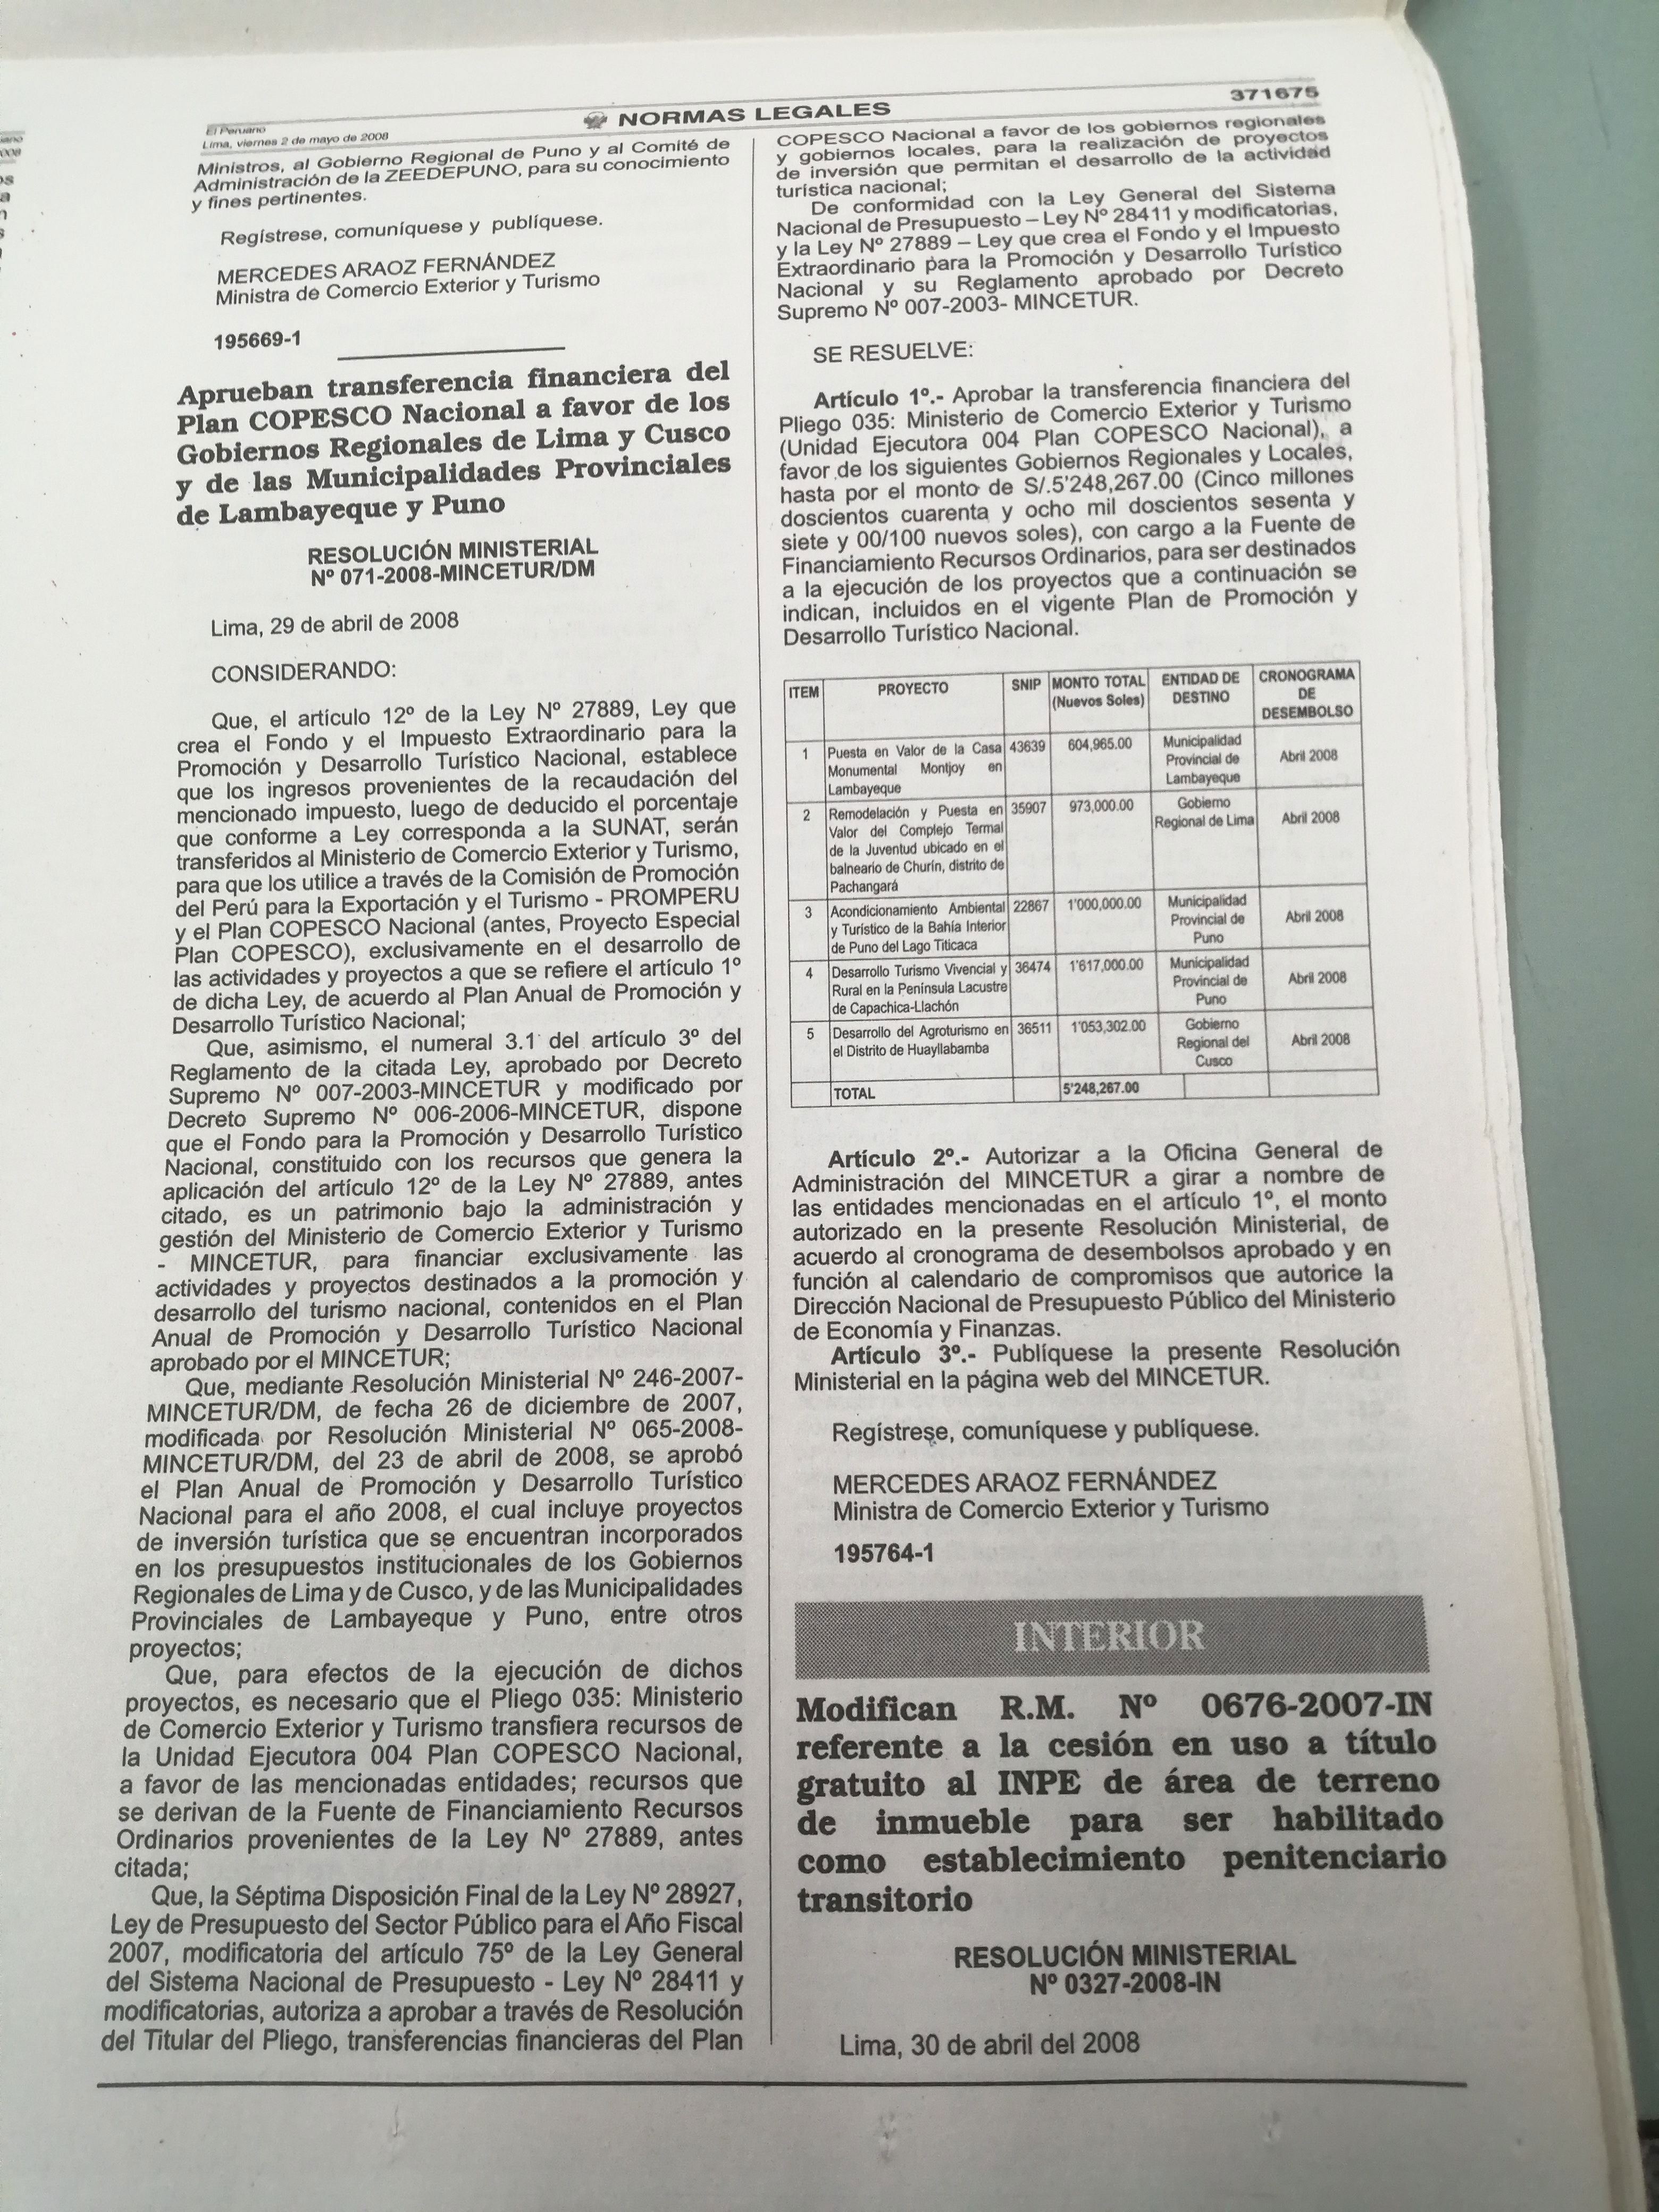 El Peruano
Lima, viernes 2 de mayo de 2008
NORMAS LEGALES
371675
Ministros, al Gobierno Regional de Puno y al Comité de
Administración de la ZEEDEPUNO, para su conocimiento
y fines pertinentes.
Regístrese, comuníquese y publíquese.
MERCEDES ARAOZ FERNÁNDEZ
Ministra de Comercio Exterior y Turismo
195669-1
Aprueban transferencia financiera del
Plan COPESCO Nacional a favor de los
Gobiernos Regionales de Lima y Cusco
y de las Municipalidades Provinciales
de Lambayeque y Puno
RESOLUCIÓN MINISTERIAL
Nº 071-2008-MINCETUR/DM
Lima, 29 de abril de 2008
CONSIDERANDO:
Que, el artículo 12º de la Ley Nº 27889, Ley que
crea el Fondo y el Impuesto Extraordinario para la
Promoción y Desarrollo Turístico Nacional, establece
que los ingresos provenientes de la recaudación del
mencionado impuesto, luego de deducido el porcentaje
que conforme a Ley corresponda a la SUNAT, serán
transferidos al Ministerio de Comercio Exterior y Turismo,
para que los utilice a través de la Comisión de Promoción
del Perú para la Exportación y el Turismo - PROMPERU
y el Plan COPESCO Nacional (antes, Proyecto Especial
Plan COPESCO), exclusivamente en el desarrollo de
las actividades y proyectos a que se refiere el artículo 1º
de dicha Ley, de acuerdo al Plan Anual de Promoción y
Desarrollo Turístico Nacional;
Que, asimismo, el numeral 3.1 del artículo 3º del
Reglamento de la citada Ley, aprobado por Decreto
Supremo Nº 007-2003-MINCETUR y modificado por
Decreto Supremo Nº 006-2006-MINCETUR, dispone
que el Fondo para la Promoción y Desarrollo Turístico
Nacional, constituido con los recursos que genera la
aplicación del artículo 12º de la Ley Nº 27889, antes
citado, es un patrimonio bajo la administración y
gestión del Ministerio de Comercio Exterior y Turismo
- MINCETUR, para financiar exclusivamente las
actividades y proyectos destinados a la promoción y
desarrollo del turismo nacional, contenidos en el Plan
Anual de Promoción y Desarrollo Turístico Nacional
aprobado por el MINCETUR;
Que, mediante Resolución Ministerial Nº 246-2007-
MINCETUR/DM, de fecha 26 de diciembre de 2007,
modificada por Resolución Ministerial Nº 065-2008-
MINCETUR/DM, del 23 de abril de 2008, se aprobó
el Plan Anual de Promoción y Desarrollo Turístico
Nacional para el año 2008, el cual incluye proyectos
de inversión turística que se encuentran incorporados
en los presupuestos institucionales de los Gobiernos
Regionales de Lima y de Cusco, y de las Municipalidades
Provinciales de Lambayeque y Puno, entre otros
proyectos;
Que, para efectos de la ejecución de dichos
proyectos, es necesario que el Pliego 035: Ministerio
de Comercio Exterior y Turismo transfiera recursos de
la Unidad Ejecutora 004 Plan COPESCO Nacional,
a favor de las mencionadas entidades; recursos que
se derivan de la Fuente de Financiamiento Recursos
Ordinarios provenientes de la Ley Nº 27889, antes
citada;
Que, la Séptima Disposición Final de la Ley Nº 28927,
Ley de Presupuesto del Sector Público para el Año Fiscal
2007, modificatoria del artículo 75º de la Ley General
del Sistema Nacional de Presupuesto - Ley Nº 28411 y
modificatorias, autoriza a aprobar a través de Resolución
del Titular del Pliego, transferencias financieras del Plan
COPESCO Nacional a favor de los gobiernos regionales
y gobiernos locales, para la realización de proyectos
de inversión que permitan el desarrollo de la actividad
turística nacional;
De conformidad con la Ley General del Sistema
Nacional de Presupuesto – Ley Nº 28411 y modificatorias,
y la Ley Nº 27889 – Ley que crea el Fondo y el Impuesto
Extraordinario para la Promoción y Desarrollo Turístico
Nacional y su Reglamento aprobado por Decreto
Supremo Nº 007-2003- MINCETUR.
SE RESUELVE:
Artículo 1º.- Aprobar la transferencia financiera del
Pliego 035: Ministerio de Comercio Exterior y Turismo
(Unidad Ejecutora 004 Plan COPESCO Nacional), a
favor de los siguientes Gobiernos Regionales y Locales,
hasta por el monto de S/.5'248,267.00 (Cinco millones
doscientos cuarenta y ocho mil doscientos sesenta y
siete y 00/100 nuevos soles), con cargo a la Fuente de
Financiamiento Recursos Ordinarios, para ser destinados
a la ejecución de los proyectos que a continuación se
indican, incluidos en el vigente Plan de Promoción y
Desarrollo Turístico Nacional.
ITEM PROYECTO SNIP MONTO TOTAL (Nuevos Soles) ENTIDAD DE DESTINO CRONOGRAMA DE DESEMBOLSO
1 Puesta en Valor de la Casa Monumental Montjoy en Lambayeque 43639 604,965.00 Municipalidad Provincial de Lambayeque Abril 2008
2 Remodelación y Puesta en Valor del Complejo Termal de la Juventud ubicado en el balneario de Churín, distrito de Pachangará 35907 973,000.00 Gobierno Regional de Lima Abril 2008
3 Acondicionamiento Ambiental y Turístico de la Bahía Interior de Puno del Lago Titicaca 22867 1'000,000.00 Municipalidad Provincial de Puno Abril 2008
4 Desarrollo Turismo Vivencial y Rural en la Península Lacustre de Capachica-Llachón 36474 1'617,000.00 Municipalidad Provincial de Puno Abril 2008
5 Desarrollo del Agroturismo en el Distrito de Huayllabamba 36511 1'053,302.00 Gobierno Regional del Cusco Abril 2008
TOTAL 5'248,267.00
Artículo 2º.- Autorizar a la Oficina General de
Administración del MINCETUR a girar a nombre de
las entidades mencionadas en el artículo 1º, el monto
autorizado en la presente Resolución Ministerial, de
acuerdo al cronograma de desembolsos aprobado y en
función al calendario de compromisos que autorice la
Dirección Nacional de Presupuesto Público del Ministerio
de Economía y Finanzas.
Artículo 3º.- Publíquese la presente Resolución
Ministerial en la página web del MINCETUR.
Regístrese, comuníquese y publíquese.
MERCEDES ARAOZ FERNÁNDEZ
Ministra de Comercio Exterior y Turismo
195764-1
INTERIOR
Modifican R.M. Nº 0676-2007-IN
referente a la cesión en uso a título
gratuito al INPE de área de terreno
de inmueble para ser habilitado
como establecimiento penitenciario
transitorio
RESOLUCIÓN MINISTERIAL
Nº 0327-2008-IN
Lima, 30 de abril del 2008